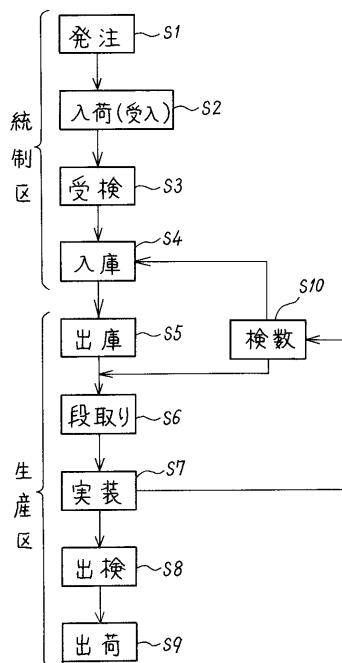 発注 S1
入荷(受入) S2
統制区
受検 S3
入庫 S4
S10
出庫 S5
検数
段取り S6
生産区
実装 S7
出検 S8
出荷 S9